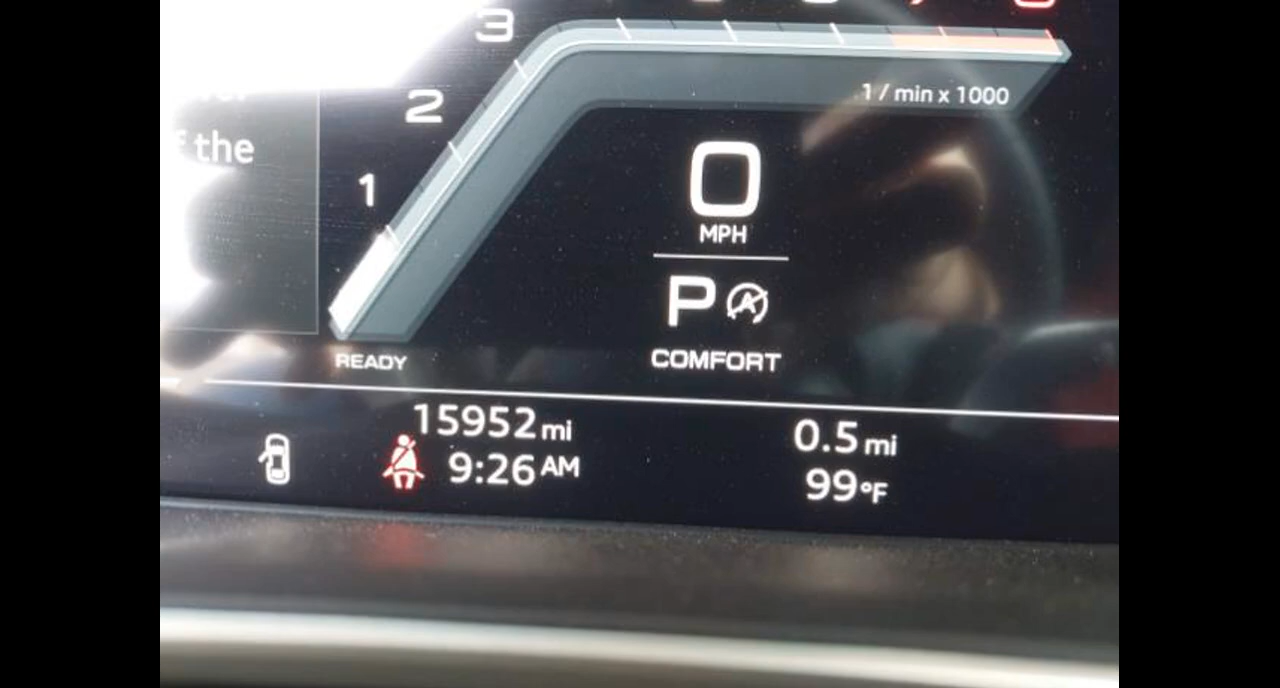 3
2
1
the
1 / min x 1000
0
MPH
P
COMFORT
READY
15952 mi
9:26 AM
0.5 mi
99°F